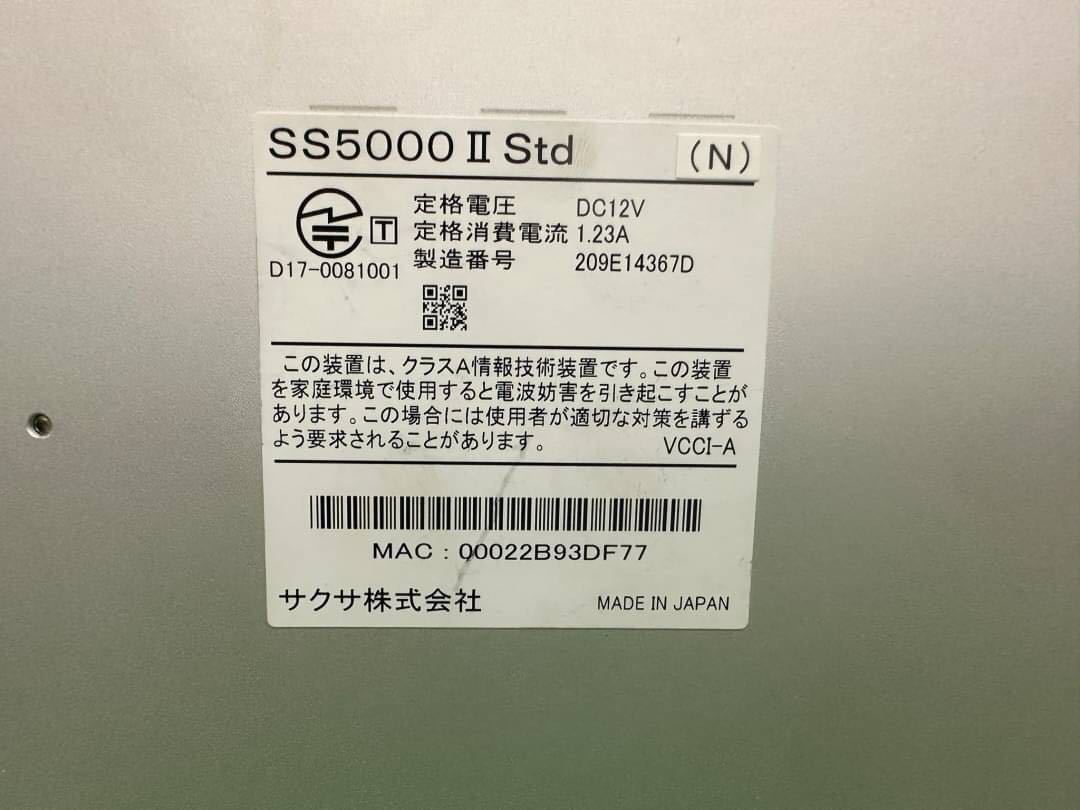 SS5000 Ⅱ Std (N)
定格電圧 DC12V
定格消費電流 1.23A
製造番号 209E14367D
T
D17-0081001
この装置は、クラスA情報技術装置です。この装置
を家庭環境で使用すると電波妨害を引き起こすことが
あります。この場合には使用者が適切な対策を講ずる
よう要求されることがあります。 VCCI-A
MAC : 00022B93DF77
サクサ株式会社 MADE IN JAPAN